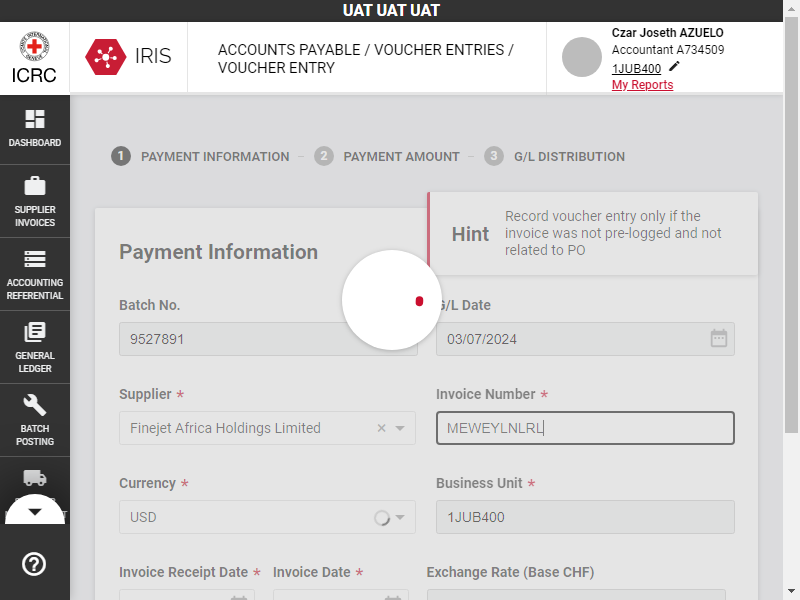 UAT UAT UAT
ICRC
IRIS
ACCOUNTS PAYABLE / VOUCHER ENTRIES /
VOUCHER ENTRY
Czar Joseth AZUELO
Accountant A734509
1JUB400
My Reports
DASHBOARD
SUPPLIER
INVOICES
ACCOUNTING
REFERENTIAL
GENERAL
LEDGER
BATCH
POSTING
1 PAYMENT INFORMATION
2 PAYMENT AMOUNT
3 G/L DISTRIBUTION
Hint
Record voucher entry only if the
invoice was not pre-logged and not
related to PO
Payment Information
Batch No.
9527891
G/L Date
03/07/2024
Supplier *
Finejet Africa Holdings Limited
Invoice Number *
MEWEYLNLRL
Currency *
USD
Business Unit *
1JUB400
Invoice Receipt Date *
Invoice Date *
Exchange Rate (Base CHF)